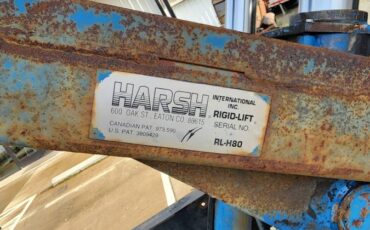 HARSH INTERNATIONAL INC
600 OAK ST., EATON CO. 80615
RIGID-LIFT
CANADIAN PAT. 973,590
SERIAL NO.
U.S. PAT. 3909429
RL-H80